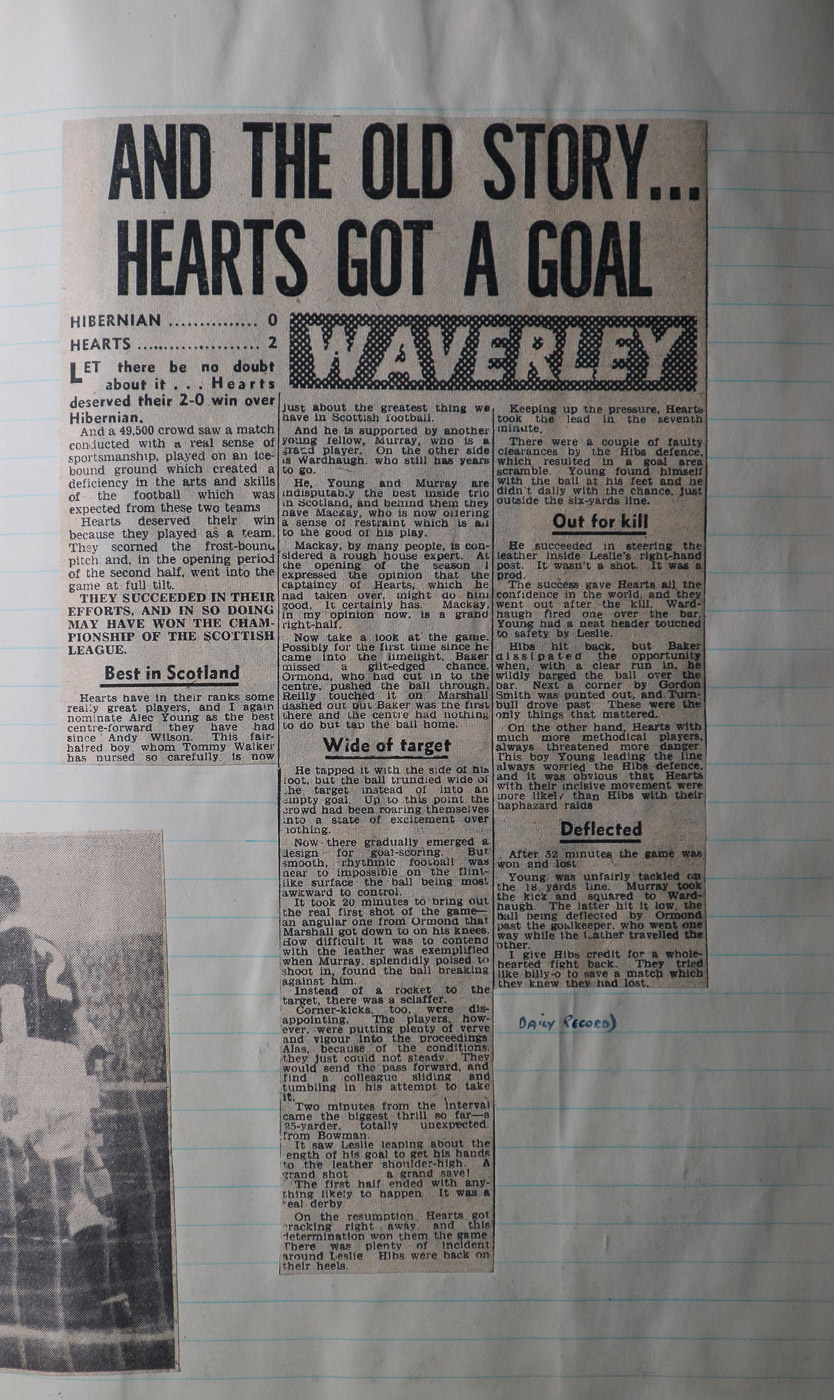 AND THE OLD STORY...
HEARTS GOT A GOAL
HIBERNIAN ............... 0
HEARTS .................... 2
WAVERLEY
LET there be no doubt
about it . . . Hearts
deserved their 2-0 win over
Hibernian.
And a 49,500 crowd saw a match
conducted with a real sense of
sportsmanship, played on an ice-
bound ground which created a
deficiency in the arts and skills
of the football which was
expected from these two teams
Hearts deserved their win
because they played as a team.
They scorned the frost-bound
pitch and, in the opening period
of the second half, went into the
game at full tilt.
THEY SUCCEEDED IN THEIR
EFFORTS, AND IN SO DOING
MAY HAVE WON THE CHAM-
PIONSHIP OF THE SCOTTISH
LEAGUE.
Best in Scotland
Hearts have in their ranks some
really great players, and I again
nominate Alec Young as the best
centre-forward they have had
since Andy Wilson. This fair-
haired boy whom Tommy Walker
has nursed so carefully is now
just about the greatest thing we
have in Scottish football.
And he is supported by another
young fellow, Murray, who is a
grand player. On the other side
is Wardhaugh, who still has years
to go.
He, Young and Murray are
indisputably the best inside trio
in Scotland, and behind them they
have Mackay, who is now offering
a sense of restraint which is all
to the good of his play.
Mackay, by many people, is con-
sidered a rough house expert. At
the opening of the season I
expressed the opinion that the
captaincy of Hearts, which he
had taken over, might do him
good. It certainly has. Mackay,
in my opinion now, is a grand
right-half.
Now take a look at the game.
Possibly for the first time since he
came into the limelight, Baker
missed a gilt-edged chance.
Ormond, who had cut in to the
centre, pushed the ball through.
Reilly touched it on. Marshall
dashed out but Baker was the first
there and the centre had nothing
to do but tap the ball home.
Wide of target
He tapped it with the side of his
foot, but the ball trundled wide of
the target instead of into an
empty goal. Up to this point the
crowd had been roaring themselves
into a state of excitement over
nothing.
Now there gradually emerged a
design for goal-scoring. But
smooth, rhythmic football was
near to impossible on the flint-
like surface the ball being most
awkward to control.
It took 20 minutes to bring out
the real first shot of the game—
an angular one from Ormond that
Marshall got down to on his knees.
How difficult it was to contend
with the leather was exemplified
when Murray, splendidly poised to
shoot in, found the ball breaking
against him.
Instead of a rocket to the
target, there was a sclaffer.
Corner-kicks, too, were dis-
appointing. The players, how-
ever, were putting plenty of verve
and vigour into the proceedings
Alas, because of the conditions,
they just could not steady. They
would send the pass forward, and
find a colleague sliding and
tumbling in his attempt to take
it.
Two minutes from the interval
came the biggest thrill so far—a
25-yarder, totally unexpected.
from Bowman.
It saw Leslie leaping about the
length of his goal to get his hands
to the leather shoulder-high. A
grand shot a grand save!
The first half ended with any-
thing likely to happen It was a
real derby
On the resumption Hearts got
cracking right away and this
determination won them the game
There was plenty of incident
around Leslie Hibs were back on
their heels.
Keeping up the pressure, Hearts
took the lead in the seventh
minute.
There were a couple of faulty
clearances by the Hibs defence,
which resulted in a goal area
scramble. Young found himself
with the ball at his feet and he
didn't dally with the chance, just
outside the six-yards line.
Out for kill
He succeeded in steering the
leather inside Leslie's right-hand
post. It wasn't a shot. It was a
prod.
The success gave Hearts all the
confidence in the world, and they
went out after the kill. Ward-
haugh fired one over the bar.
Young had a neat header touched
to safety by Leslie.
Hibs hit back, but Baker
dissipated the opportunity
when, with a clear run in, he
wildly barged the ball over the
bar. Next a corner by Gordon
Smith was punted out, and Turn-
bull drove past These were the
only things that mattered.
On the other hand, Hearts with
much more methodical players,
always threatened more danger.
This boy Young leading the line
always worried the Hibs defence,
and it was obvious that Hearts
with their incisive movement were
more likely than Hibs with their
haphazard raids
Deflected
After 32 minutes the game was
won and lost
Young was unfairly tackled on
the 18 yards line. Murray took
the kick and squared to Ward-
haugh. The latter hit it low, the
ball being deflected by Ormond
past the goalkeeper, who went one
way while the leather travelled the
other.
I give Hibs credit for a whole-
hearted fight back. They tried
like billy-o to save a match which
they knew they had lost.
Daily Record)
2